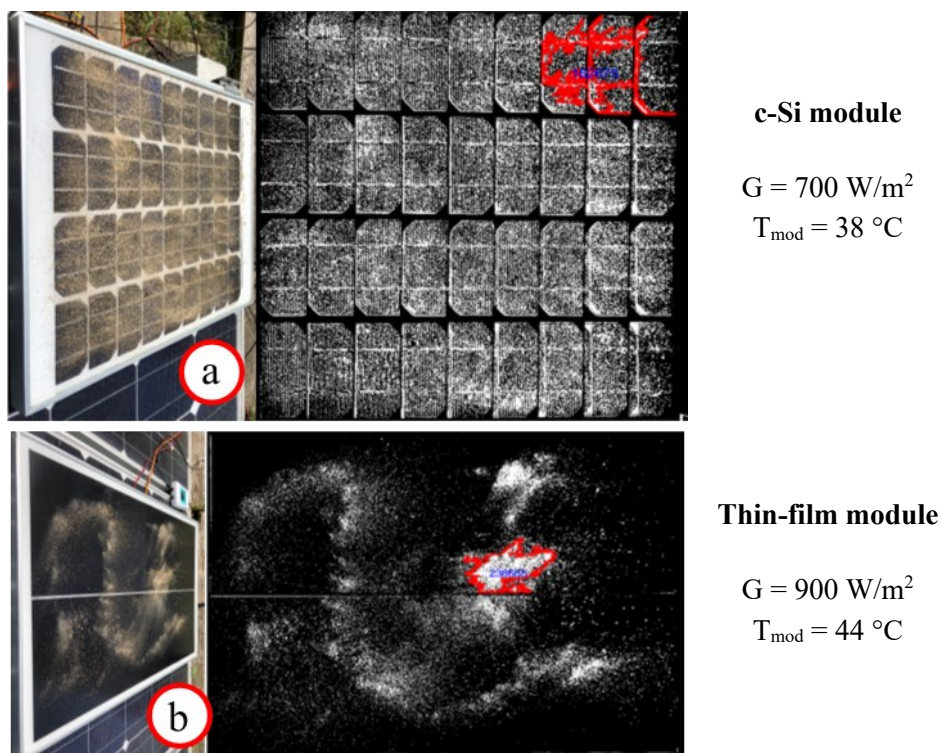 c-Si module
G = 700 W/m²
Tmod = 38 °C
a
Thin-film module
G = 900 W/m²
Tmod = 44 °C
b